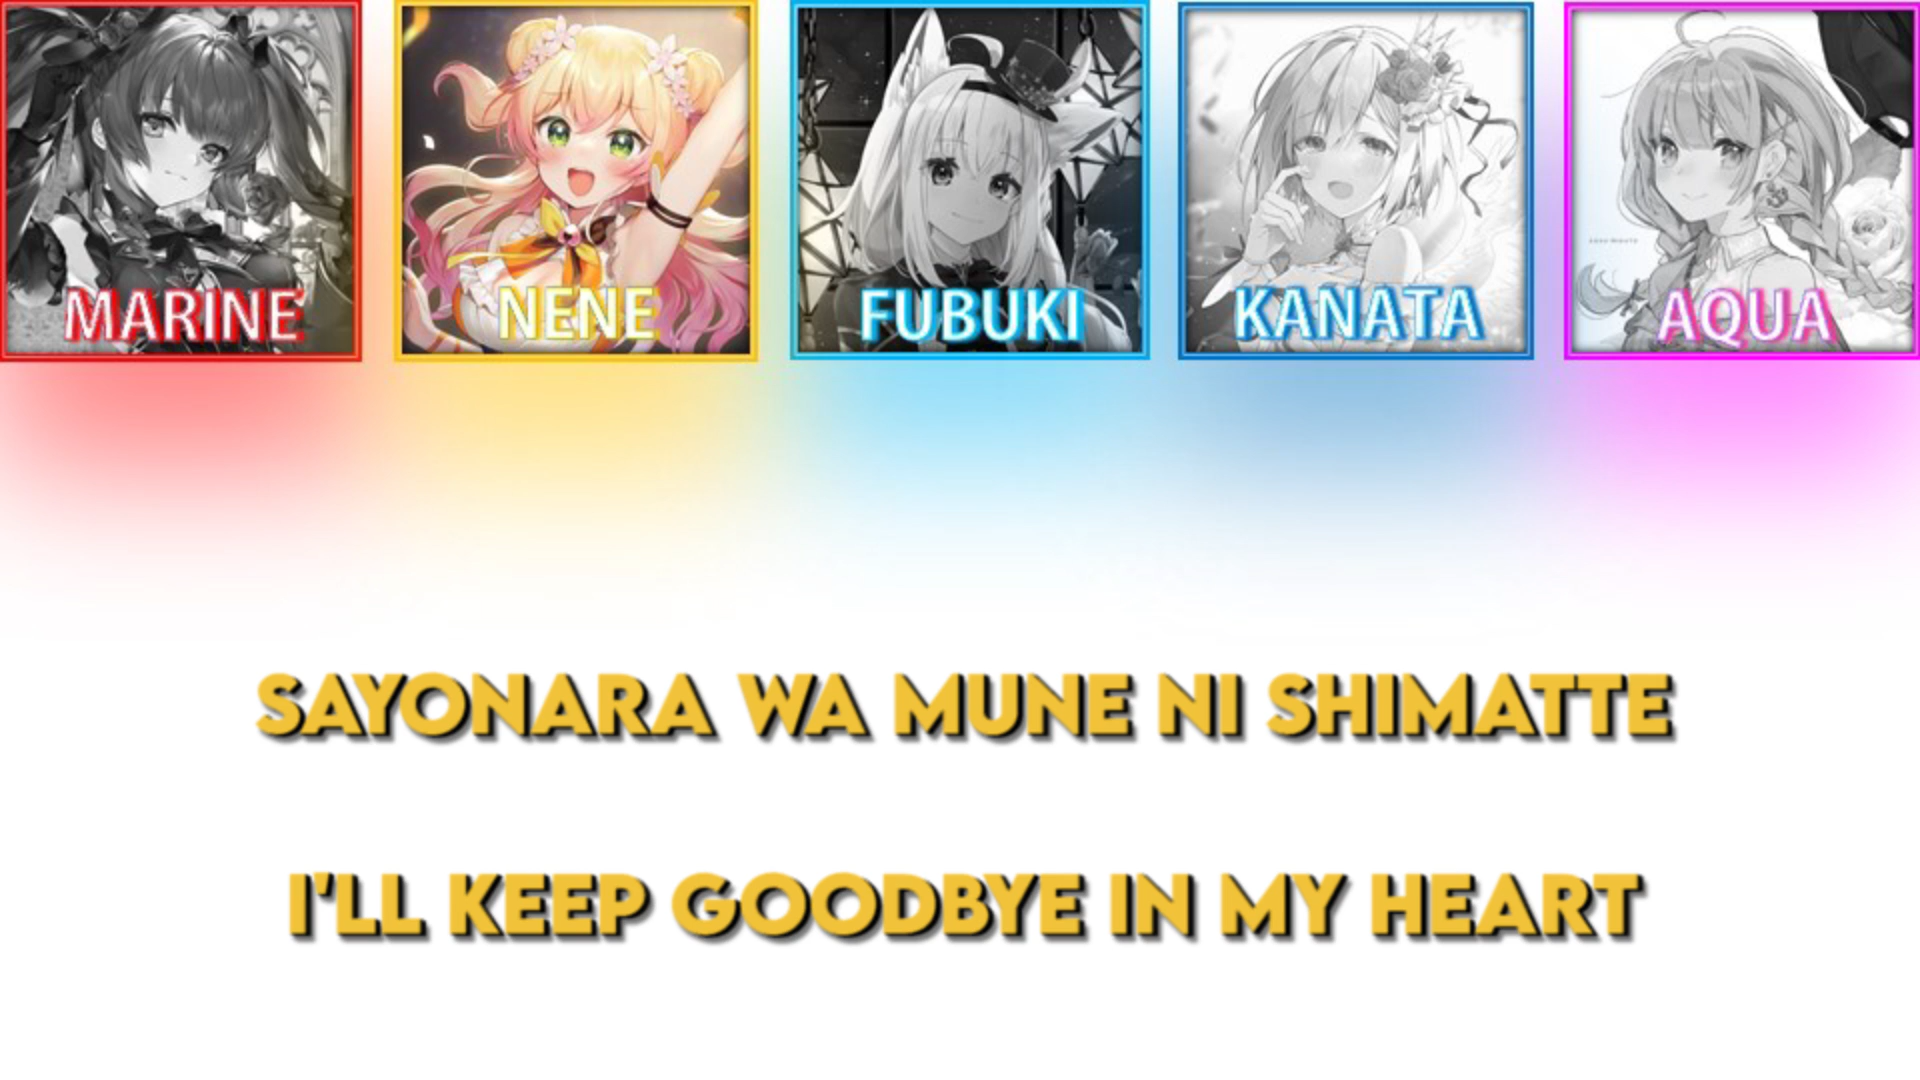 MARINE
NENE
FUBUKI
KANATA
AQUA
SAYONARA WA MUNE NI SHIMATTE
I'LL KEEP GOODBYE IN MY HEART